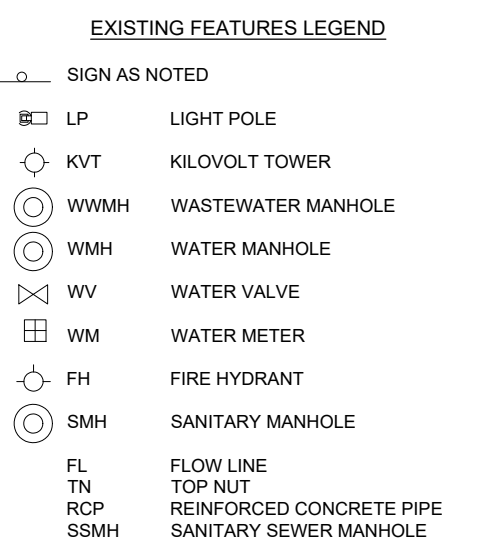 EXISTING FEATURES LEGEND
SIGN AS NOTED
LP LIGHT POLE
KVT KILOVOLT TOWER
WWMH WASTEWATER MANHOLE
WMH WATER MANHOLE
WV WATER VALVE
WM WATER METER
FH FIRE HYDRANT
SMH SANITARY MANHOLE
FL FLOW LINE
TN TOP NUT
RCP REINFORCED CONCRETE PIPE
SSMH SANITARY SEWER MANHOLE